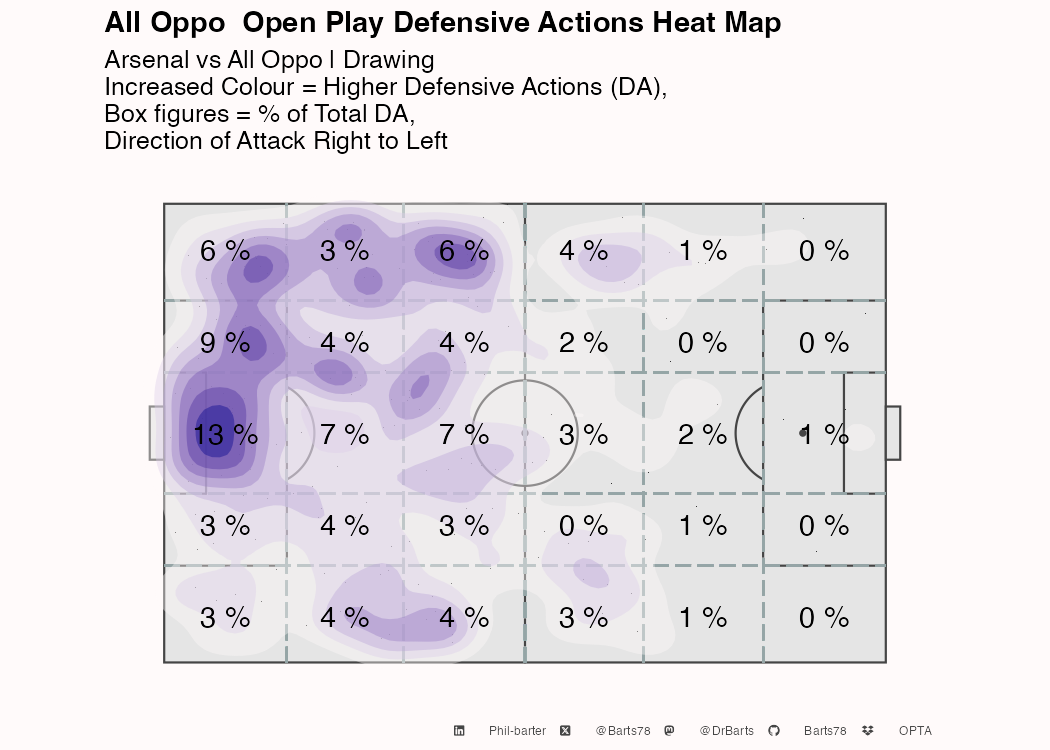 All Oppo  Open Play Defensive Actions Heat Map
Arsenal vs All Oppo | Drawing
Increased Colour = Higher Defensive Actions (DA),
Box figures = % of Total DA,
Direction of Attack Right to Left
6 % 3 % 6 % 4 % 1 % 0 %
9 % 4 % 4 % 2 % 0 % 0 %
13 % 7 % 7 % 3 % 2 % 1 %
3 % 4 % 3 % 0 % 1 % 0 %
3 % 4 % 4 % 3 % 1 % 0 %
Phil-barter @Barts78 @DrBarts Barts78 OPTA